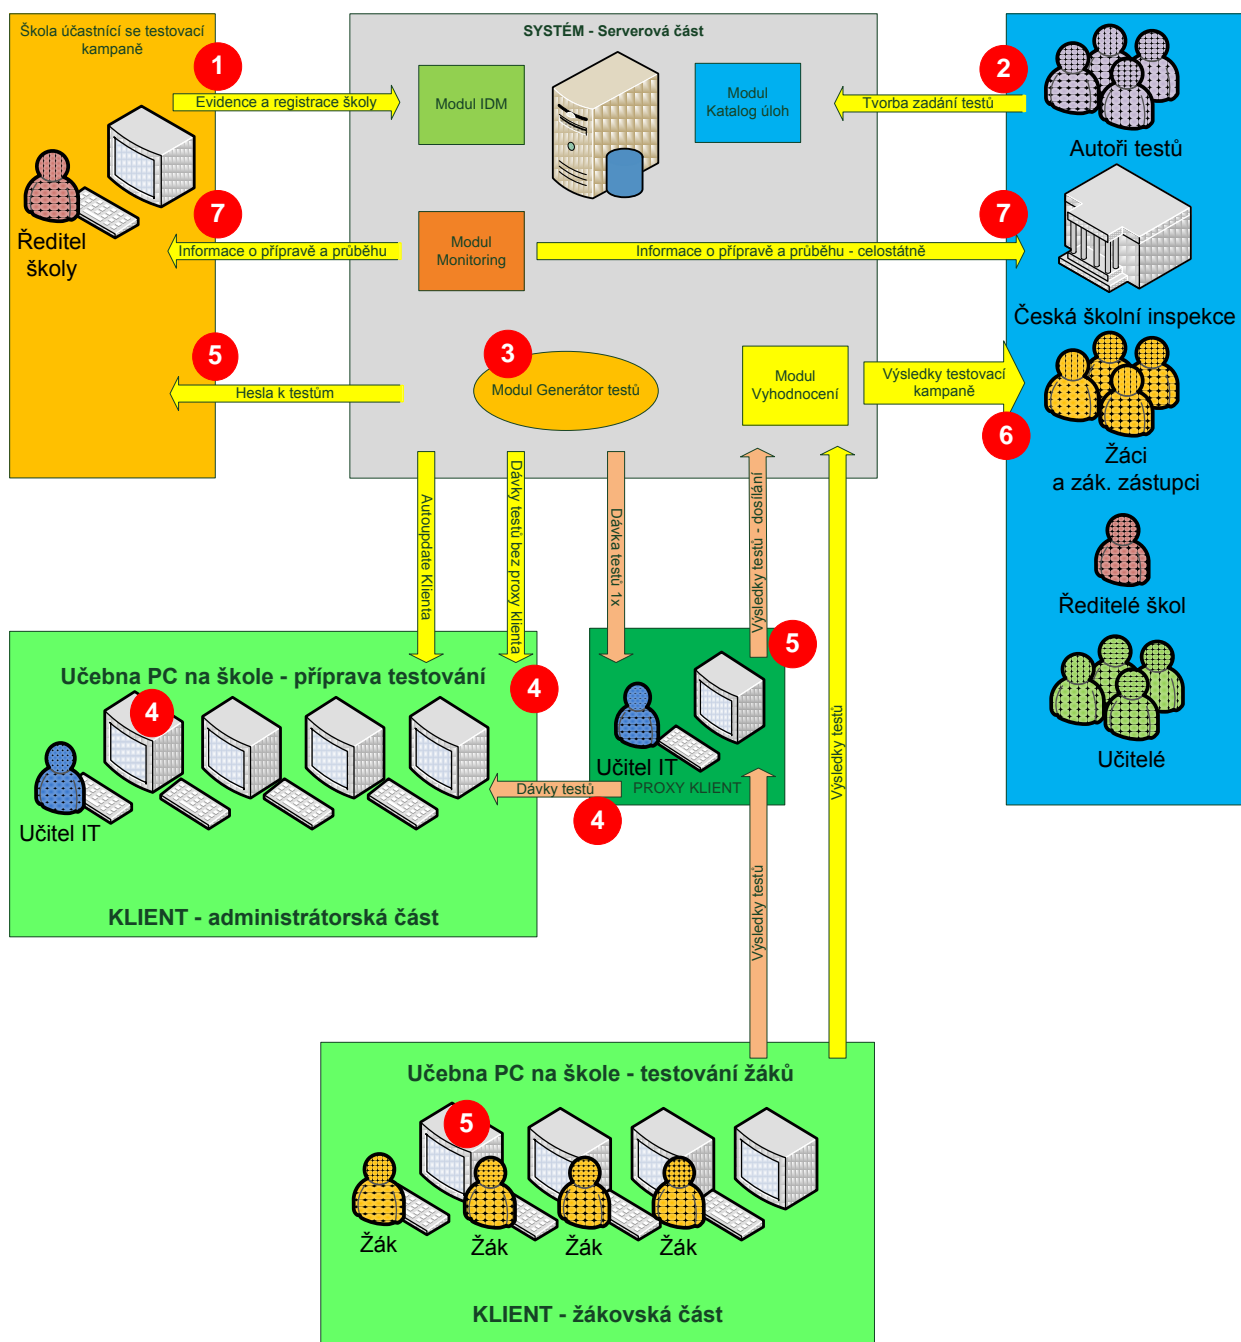 Škola účastnící se testovací
kampaně
SYSTÉM - Serverová část
1
Evidence a registrace školy
Modul IDM
Modul
Katalog úloh
2
Tvorba zadání testů
Autoři testů
Ředitel
školy
7
Informace o přípravě a průběhu
Modul
Monitoring
Informace o přípravě a průběhu - celostátně
7
Česká školní inspekce
5
Hesla k testům
3
Modul Generátor testů
Modul
Vyhodnocení
Výsledky testovací
kampaně
6
Žáci
a zák. zástupci
Ředitelé škol
Učitelé
Autoupdate Klienta
Dávky testů bez proxy klienta
Dávka testů 1x
Výsledky testů - dosílání
Výsledky testů
Učebna PC na škole - příprava testování
4
4
Učitel IT
KLIENT - administrátorská část
5
Učitel IT
PROXY KLIENT
Dávky testů
4
Výsledky testů
Učebna PC na škole - testování žáků
5
Žák
Žák
Žák
Žák
KLIENT - žákovská část